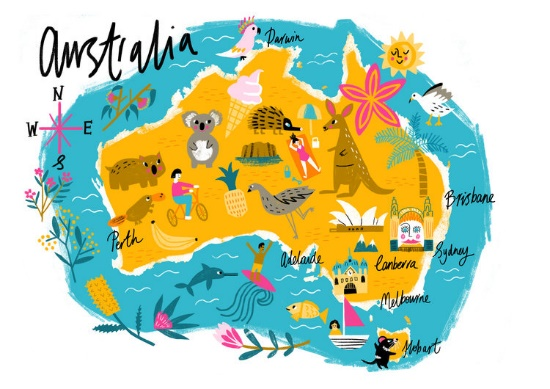 Australia
Darwin
N
W E
S
P
Brisbane
Perth
Adelaide
Sydney
Canberra
Melbourne
Hobart